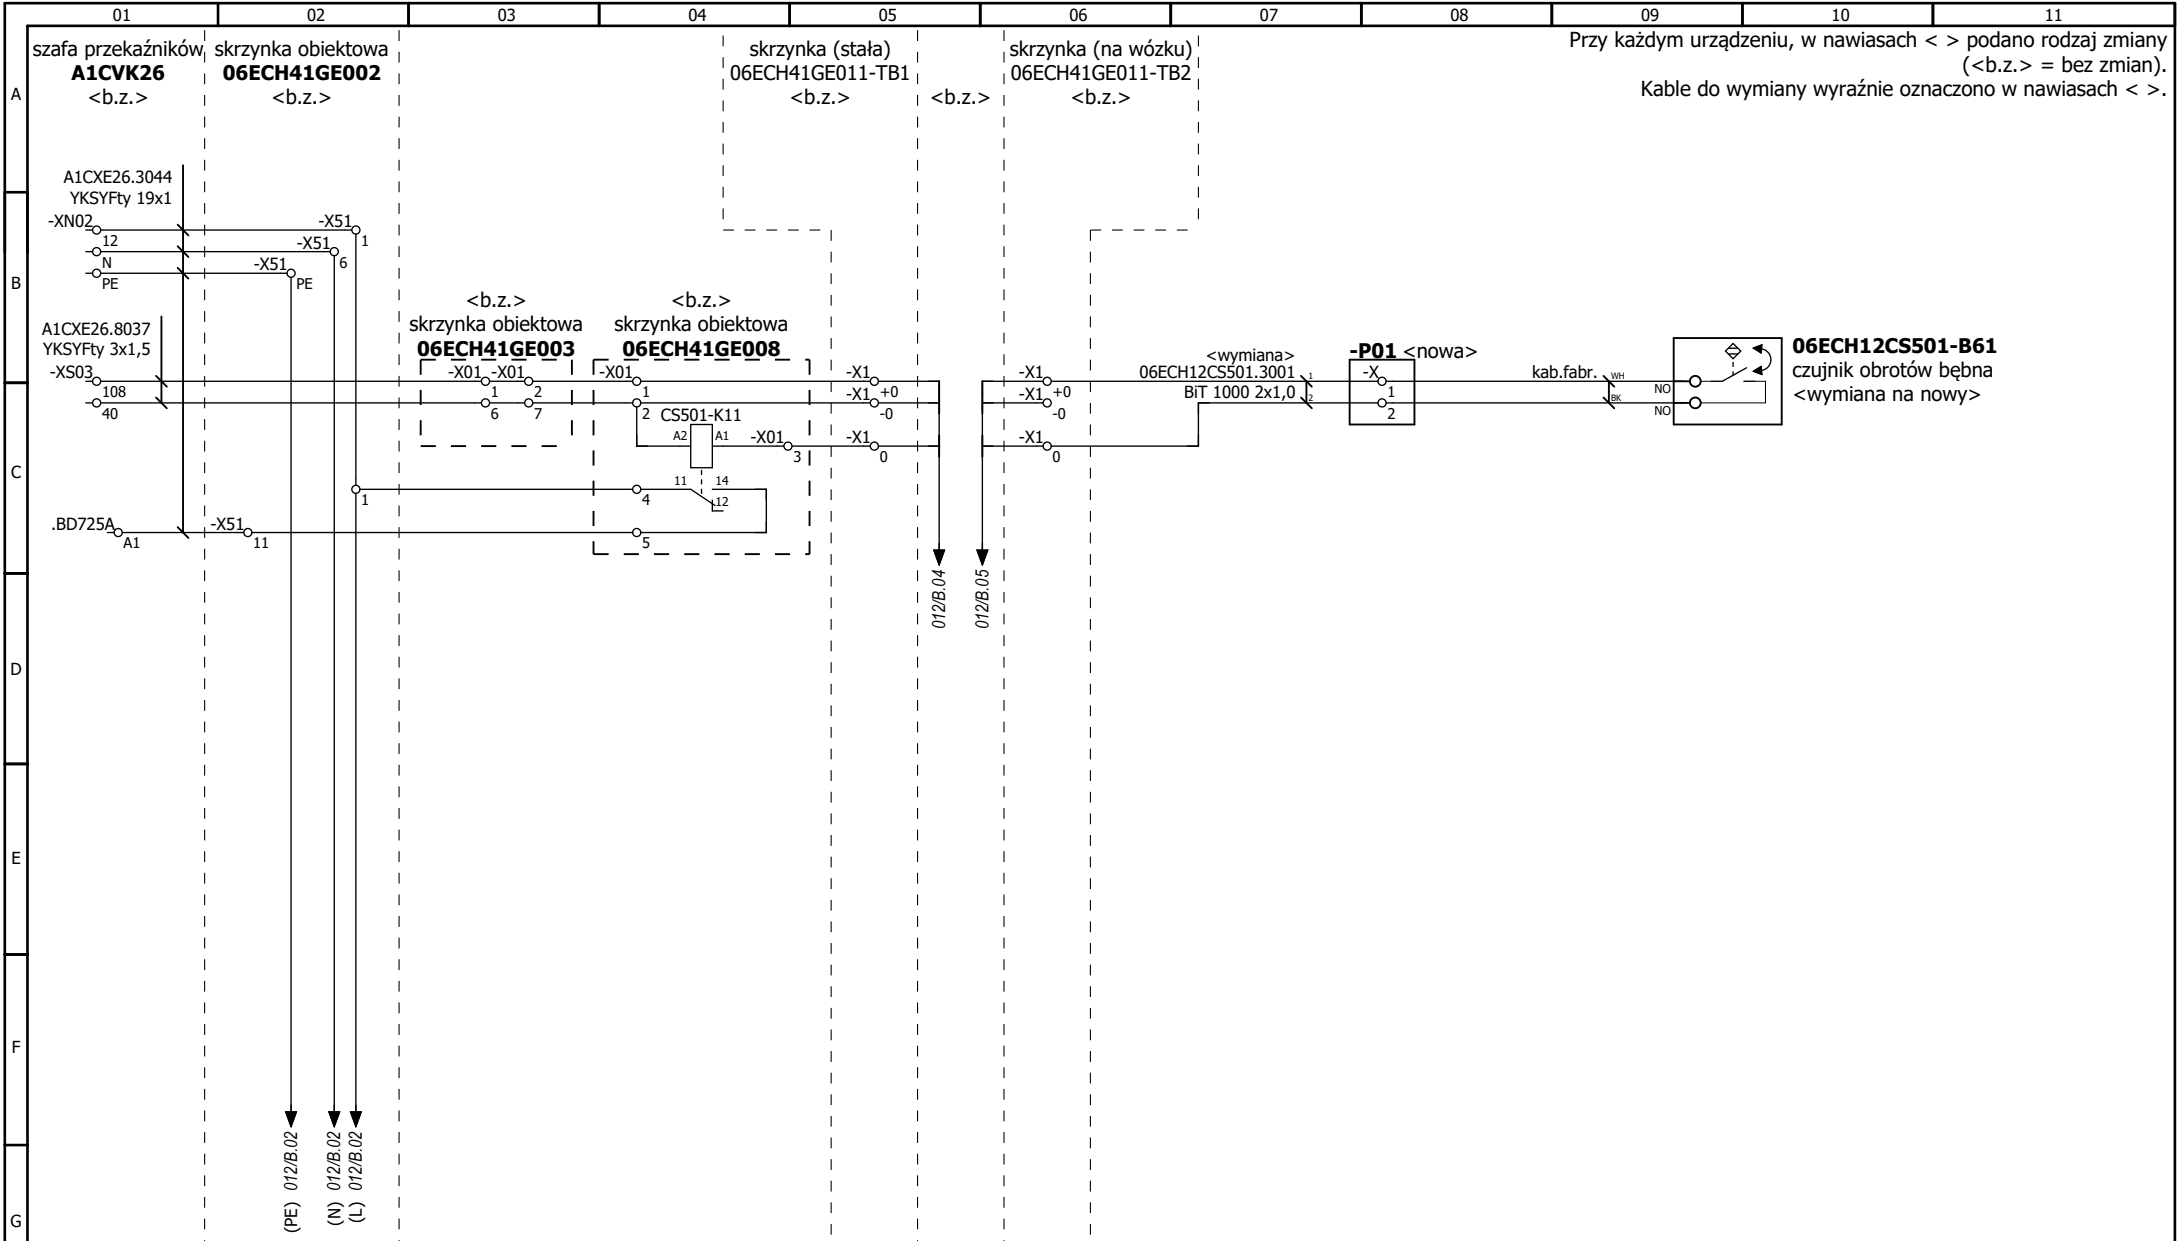 01 02 03 04 05 06 07 08 09 10 11
Przy każdym urządzeniu, w nawiasach < > podano rodzaj zmiany
(<b.z.> = bez zmian).
Kable do wymiany wyraźnie oznaczono w nawiasach < >.
szafa przekaźników
A1CVK26
<b.z.>
skrzynka obiektowa
06ECH41GE002
<b.z.>
skrzynka (stała)
06ECH41GE011-TB1
<b.z.>
<b.z.>
skrzynka (na wózku)
06ECH41GE011-TB2
<b.z.>
A
A1CXE26.3044
YKSYFty 19x1
-XN02
12
N
PE
-X51
1
-X51
6
-X51
PE
B
A1CXE26.8037
YKSYFty 3x1,5
-XS03
108
40
<b.z.>
skrzynka obiektowa
06ECH41GE003
-X01 -X01
1 2
6 7
<b.z.>
skrzynka obiektowa
06ECH41GE008
-X01
1
2
CS501-K11
A2 A1
-X01
3
11 14
12
4
5
-X1
+0
-X1
-0
-X1
0
-X1
+0
-X1
-0
-X1
0
<wymiana>
06ECH12CS501.3001
BiT 1000 2x1,0
1
2
-P01 <nowa>
-X
1
2
kab.fabr.
WH
BK
NO
NO
06ECH12CS501-B61
czujnik obrotów bębna
<wymiana na nowy>
C
1
.BD725A
A1
-X51
11
012/B.04
012/B.05
D
E
F
G
(PE) 012/B.02
(N) 012/B.02
(L) 012/B.02